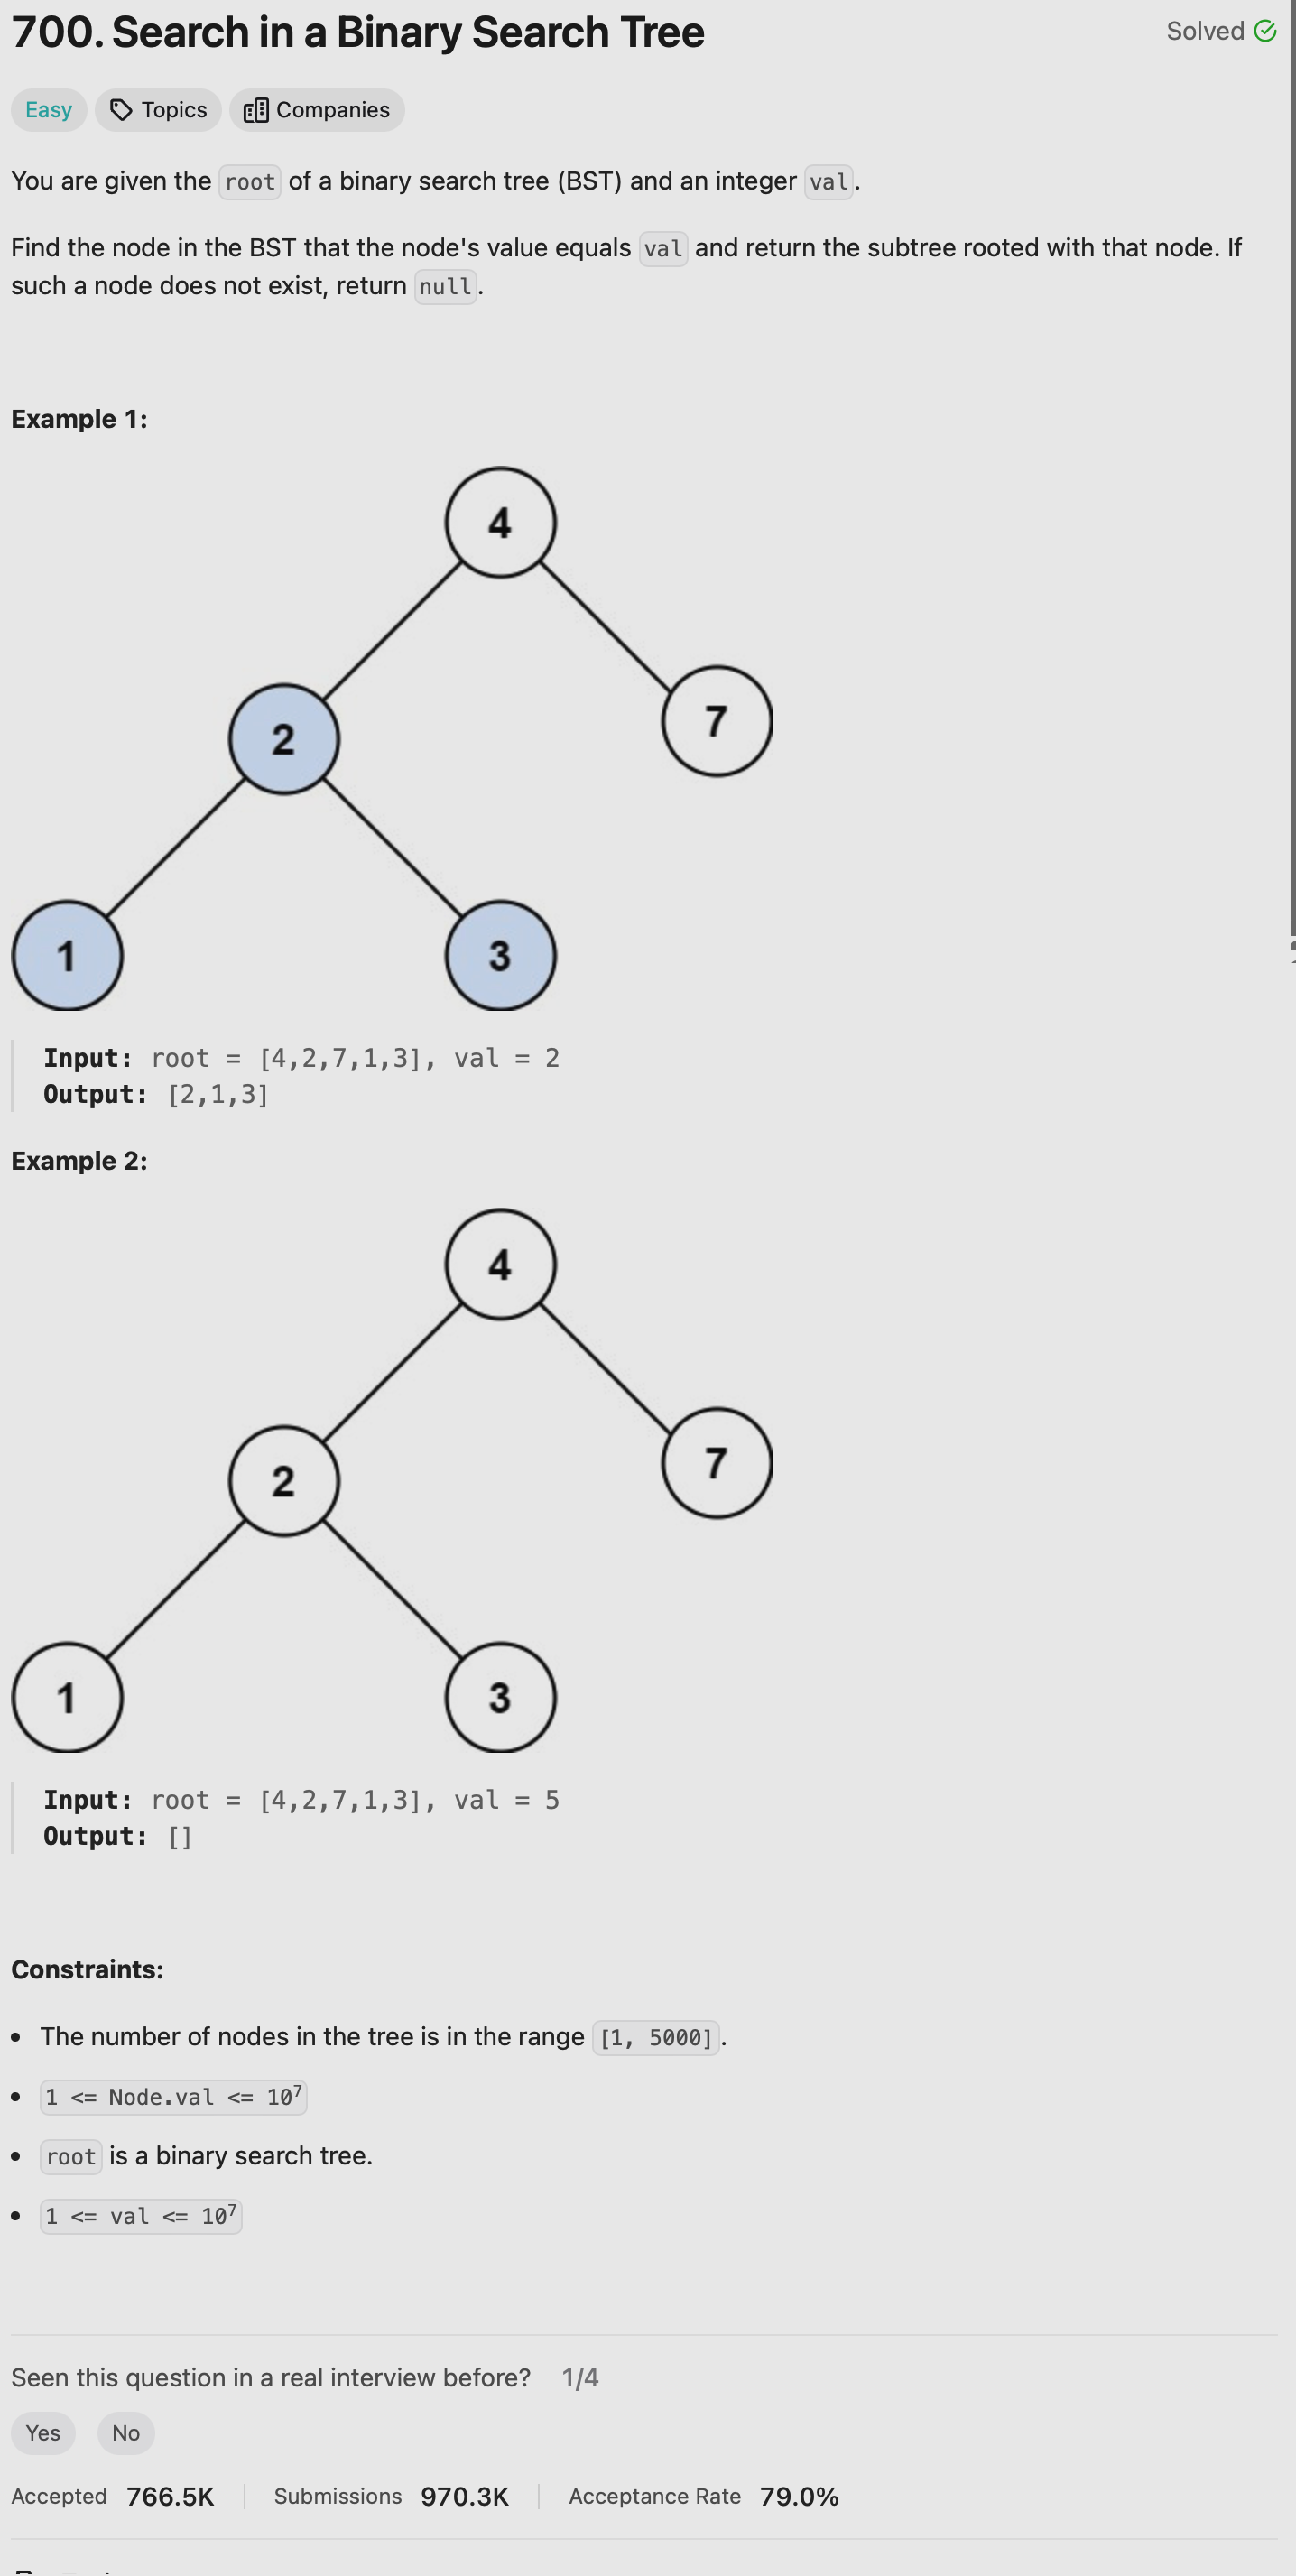 700. Search in a Binary Search Tree
Solved
Easy Topics Companies
You are given the root of a binary search tree (BST) and an integer val.
Find the node in the BST that the node's value equals val and return the subtree rooted with that node. If
such a node does not exist, return null.
Example 1:
4
2 7
1 3
Input: root = [4,2,7,1,3], val = 2
Output: [2,1,3]
Example 2:
4
2 7
1 3
Input: root = [4,2,7,1,3], val = 5
Output: []
Constraints:
• The number of nodes in the tree is in the range [1, 5000].
• 1 <= Node.val <= 10⁷
• root is a binary search tree.
• 1 <= val <= 10⁷
Seen this question in a real interview before? 1/4
Yes No
Accepted 766.5K Submissions 970.3K Acceptance Rate 79.0%